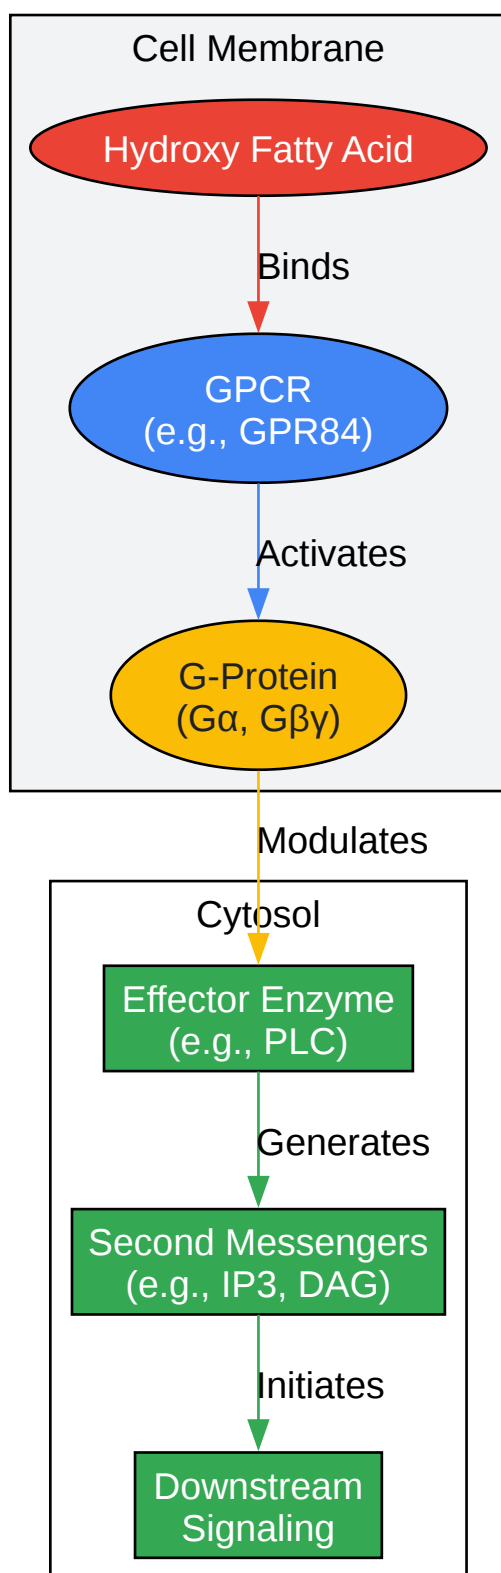 Cell Membrane
Hydroxy Fatty Acid
Binds
GPCR
(e.g., GPR84)
Activates
G-Protein
(Gα, Gβγ)
Modulates
Cytosol
Effector Enzyme
(e.g., PLC)
Generates
Second Messengers
(e.g., IP3, DAG)
Initiates
Downstream
Signaling